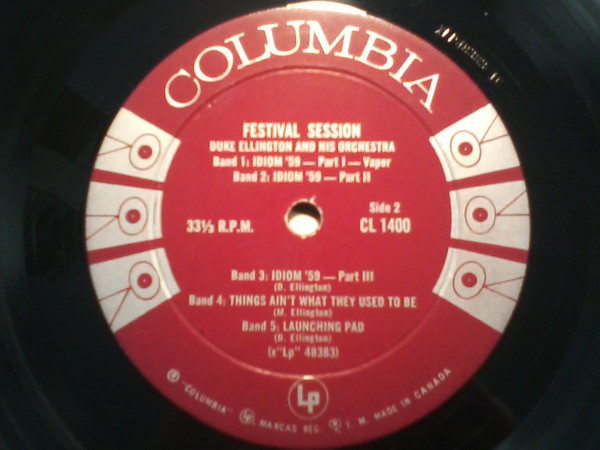 COLUMBIA
FESTIVAL SESSION
DUKE ELLINGTON AND HIS ORCHESTRA
Band 1: IDIOM '59 — Part I — Vapor
Band 2: IDIOM '59 — Part II
33⅓ R.P.M.
Side 2
CL 1400
Band 3: IDIOM '59 — Part III
(D. Ellington)
Band 4: THINGS AIN'T WHAT THEY USED TO BE
(M. Ellington)
Band 5: LAUNCHING PAD
(D. Ellington)
(x"Lp" 48383)
Lp
"COLUMBIA" MARCAS REG. T. M. MADE IN CANADA